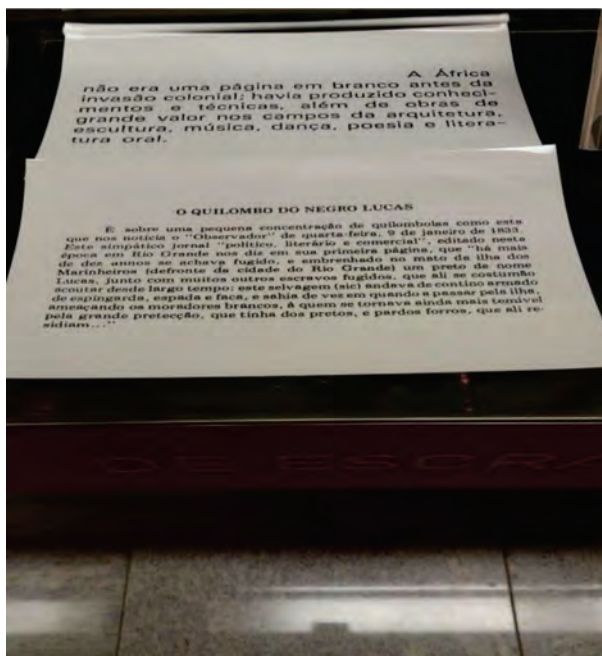 A África
não era uma página em branco antes da
invasão colonial; havia produzido conheci-
mentos e técnicas, além de obras de
grande valor nos campos da arquitetura,
escultura, música, dança, poesia e litera-
tura oral.
O QUILOMBO DO NEGRO LUCAS
É sobre uma pequena concentração de quilombolas como esta
que nos noticia o "Observador" de quarta-feira, 9 de janeiro de 1833.
Este simpático jornal "político, literário e comercial", editado nesta
época em Rio Grande nos diz em sua primeira página, que "há mais
de dez annos se achava fugido, e embrenhado no mato da ilha dos
Marinheiros (defronte da cidade do Rio Grande) um preto de nome
Lucas, junto com muitos outros escravos fugidos, que ali se costumão
acoutar desde largo tempo; este selvagem (sic) andava de contino armado
de espingarda, espada e faca, e sahia de vez em quando a passar pela ilha,
ameaçando os moradores brancos, à quem se tornava ainda mais temível
pela grande protecção, que tinha dos pretos, e pardos forros, que ali re-
sidiam..."
DE ESCRA